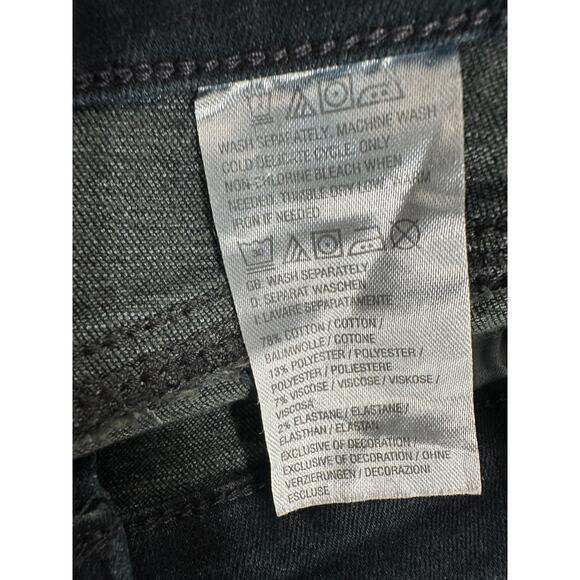 WASH SEPARATELY. MACHINE WASH
COLD DELICATE CYCLE. ONLY
NON-CHLORINE BLEACH WHEN
NEEDED. TUMBLE DRY LOW. WARM
IRON IF NEEDED
GB: WASH SEPARATELY
D: SEPARAT WASCHEN
I: LAVARE SEPARATAMENTE
78% COTTON / COTTON /
BAUMWOLLE / COTONE
13% POLYESTER / POLYESTER /
POLYESTER / POLIESTERE
7% VISCOSE / VISCOSE / VISKOSE /
VISCOSA
2% ELASTANE / ELASTANE /
ELASTHAN / ELASTAN
EXCLUSIVE OF DECORATION /
EXCLUSIVE OF DECORATION / OHNE
VERZIERUNGEN / DECORAZIONI
ESCLUSE